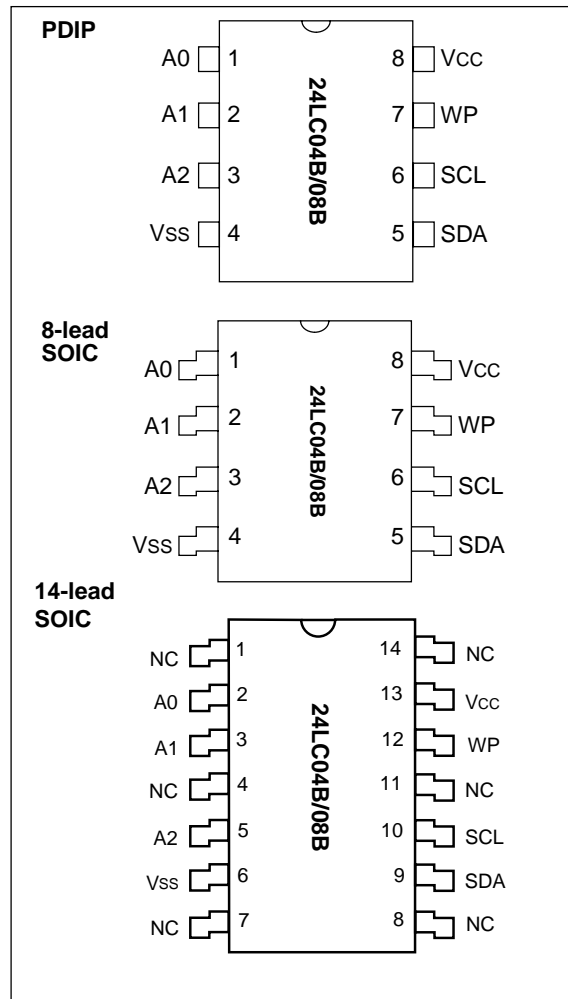 PDIP
A0 1 8 VCC
A1 2 7 WP
A2 3 6 SCL
VSS 4 5 SDA
24LC04B/08B
8-lead
SOIC
A0 1 8 VCC
A1 2 7 WP
A2 3 6 SCL
VSS 4 5 SDA
24LC04B/08B
14-lead
SOIC
NC 1 14 NC
A0 2 13 VCC
A1 3 12 WP
NC 4 11 NC
A2 5 10 SCL
VSS 6 9 SDA
NC 7 8 NC
24LC04B/08B